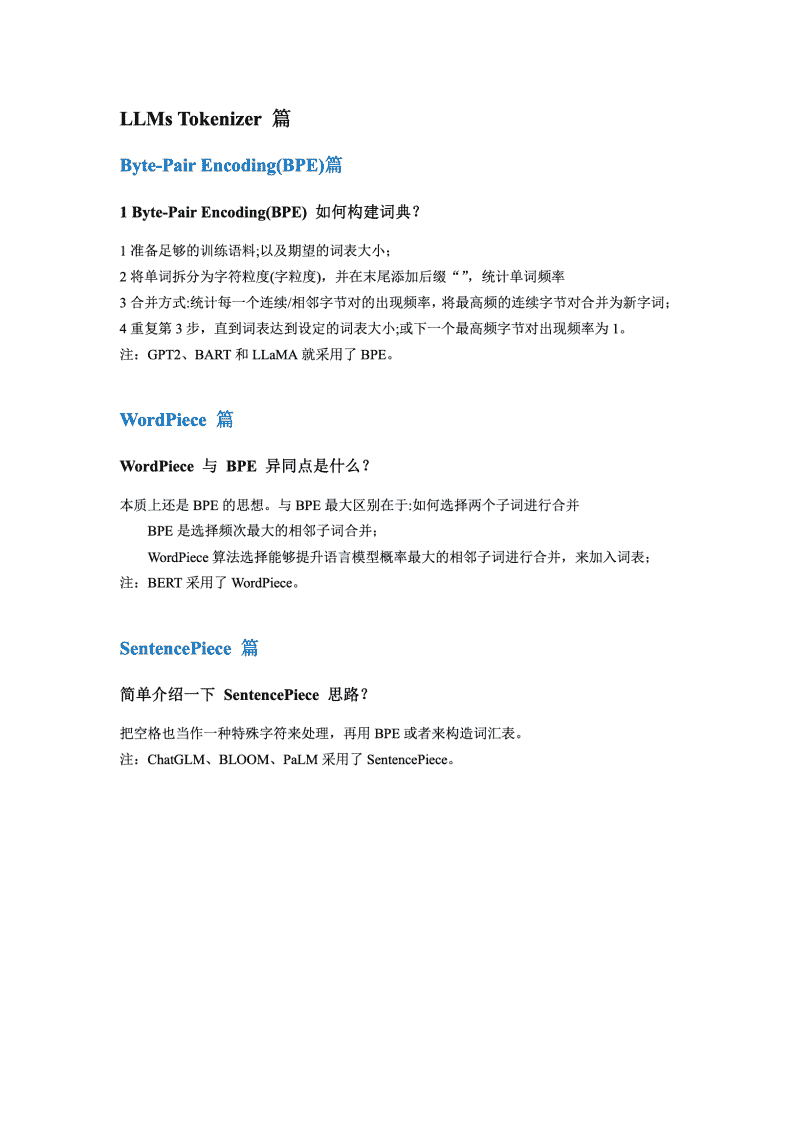 LLMs Tokenizer 篇
Byte-Pair Encoding(BPE)篇
1 Byte-Pair Encoding(BPE) 如何构建词典？
1 准备足够的训练语料;以及期望的词表大小；
2 将单词拆分为字符粒度(字粒度)，并在末尾添加后缀“”，统计单词频率
3 合并方式:统计每一个连续/相邻字节对的出现频率，将最高频的连续字节对合并为新字词；
4 重复第 3 步，直到词表达到设定的词表大小;或下一个最高频字节对出现频率为 1。
注：GPT2、BART 和 LLaMA 就采用了 BPE。
WordPiece 篇
WordPiece 与 BPE 异同点是什么？
本质上还是 BPE 的思想。与 BPE 最大区别在于:如何选择两个子词进行合并
BPE 是选择频次最大的相邻子词合并；
WordPiece 算法选择能够提升语言模型概率最大的相邻子词进行合并，来加入词表；
注：BERT 采用了 WordPiece。
SentencePiece 篇
简单介绍一下 SentencePiece 思路？
把空格也当作一种特殊字符来处理，再用 BPE 或者来构造词汇表。
注：ChatGLM、BLOOM、PaLM 采用了 SentencePiece。